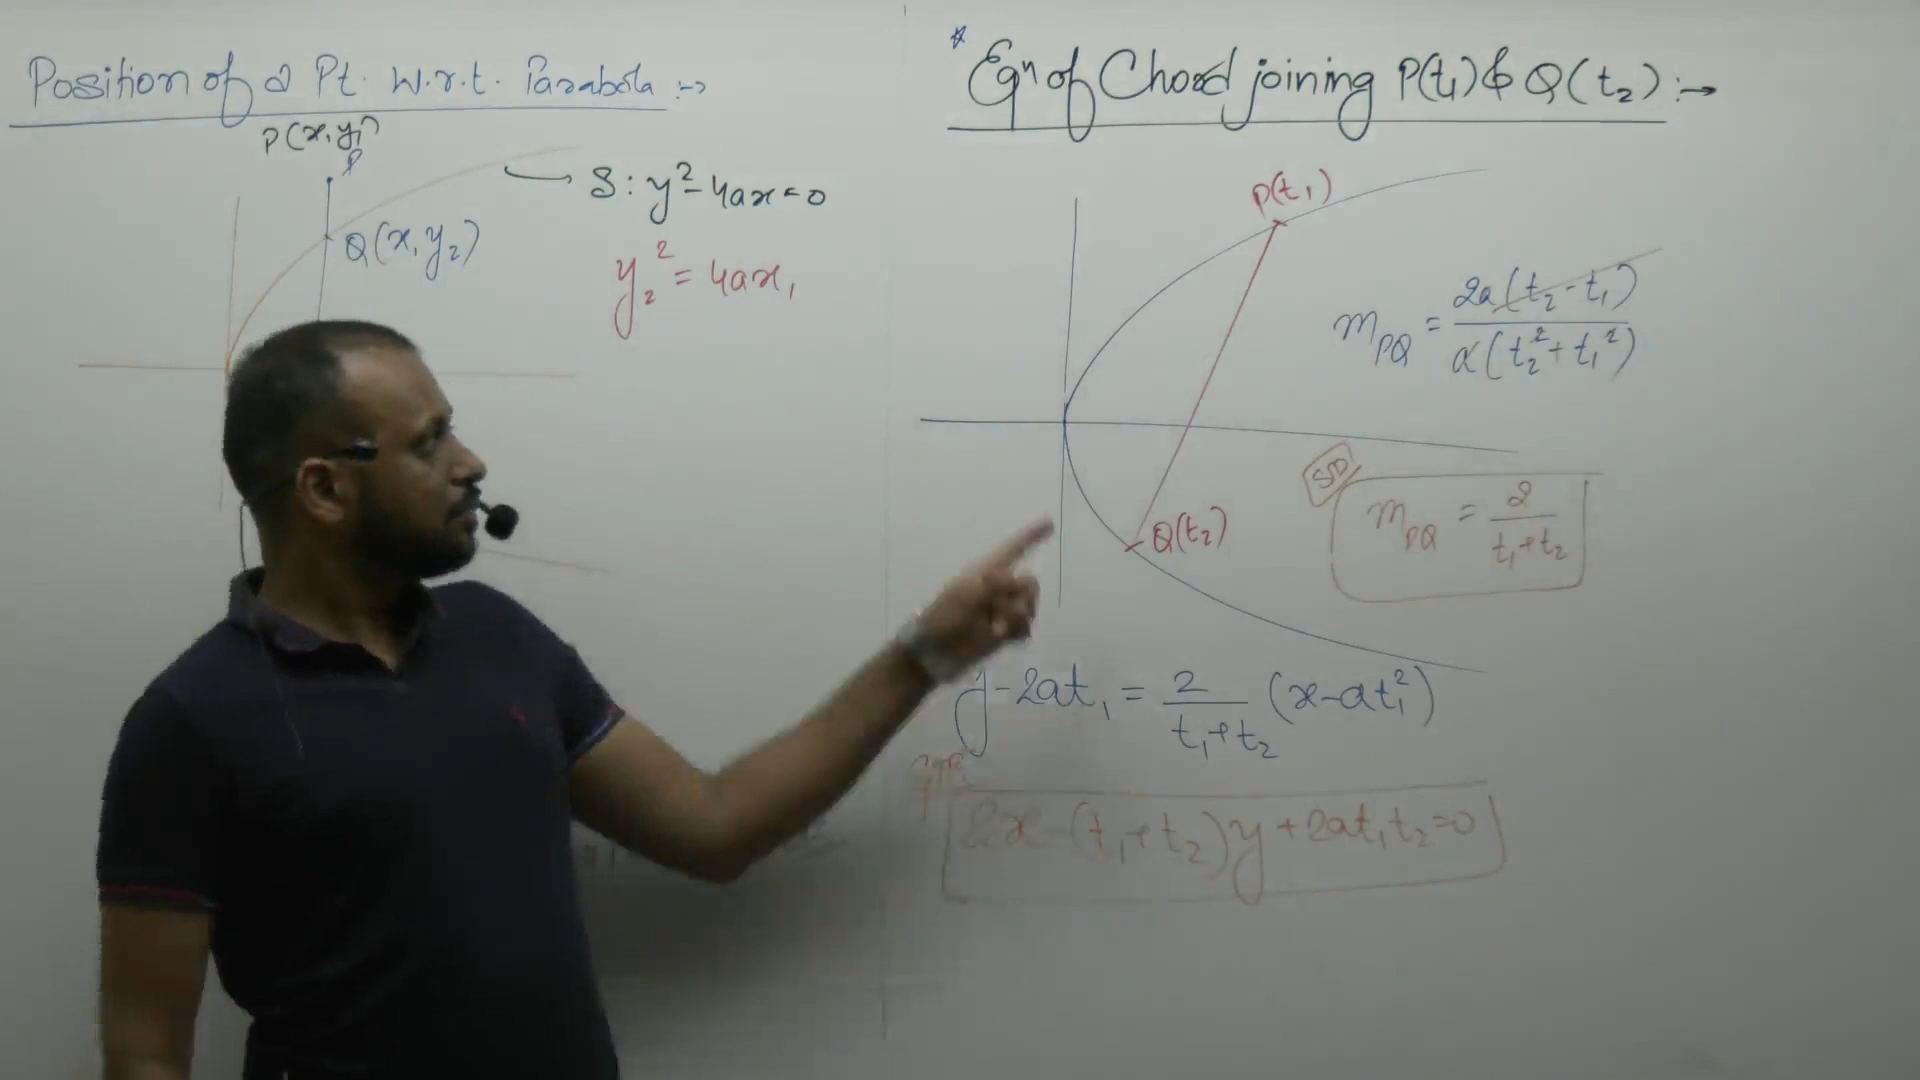 Position of a Pt. w.r.t. Parabola :→
P(x, y₁)
P
S : y² - 4ax = 0
Q(x, y₂)
y₂² = 4ax₁
* Eqⁿ of Chord joining P(t₁) & Q(t₂) :→
P(t₁)
m_PQ = 2a(t₂ - t₁) / a(t₂² + t₁²)
Q(t₂)
m_PQ = 2 / t₁+t₂
y - 2at₁ = 2 / t₁+t₂ (x - at₁²)
2x - (t₁+t₂)y + 2at₁t₂ = 0